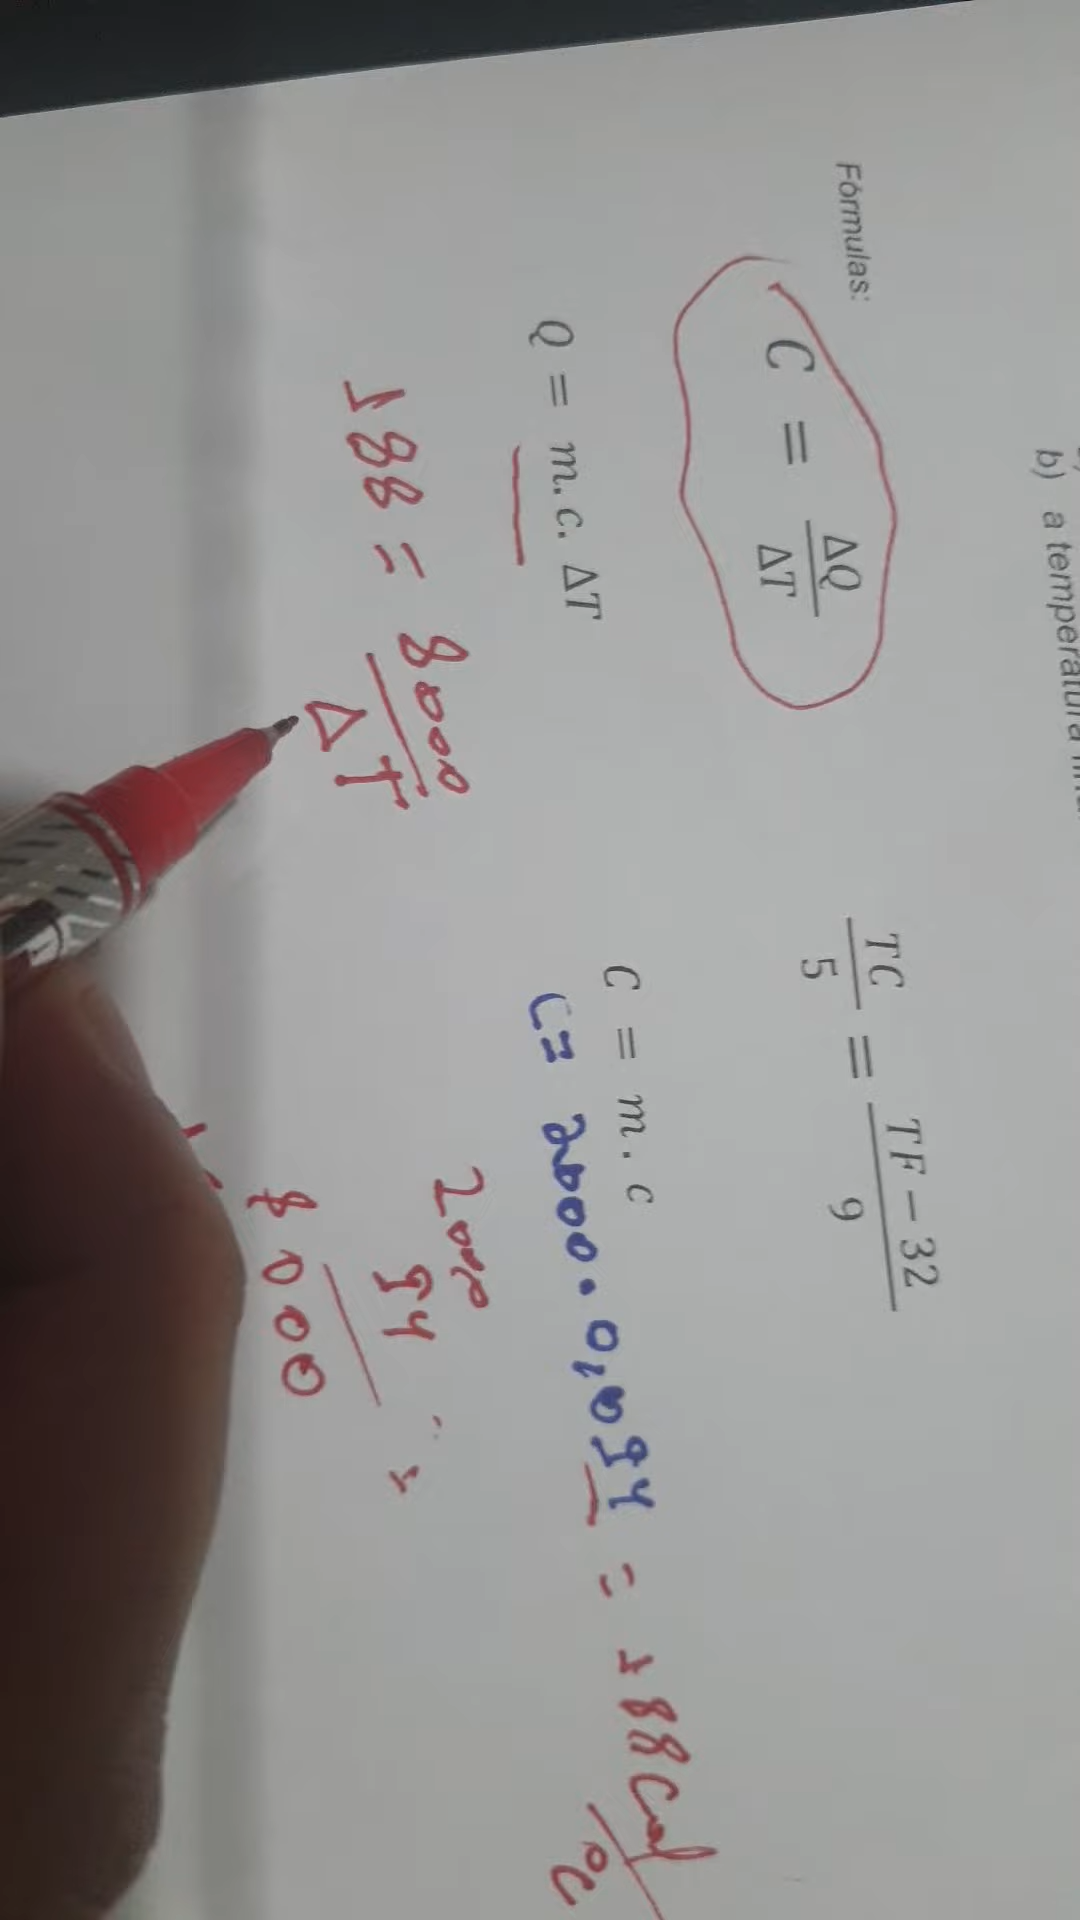 b) a temperatura
Fórmulas:
C = ΔQ / ΔT
TC / 5 = TF − 32 / 9
Q = m. c. ΔT
C = m . c
C= 2000 . 0,094 = 188 Cal / °C
188 = 8000 / ΔT
2000
94
8000